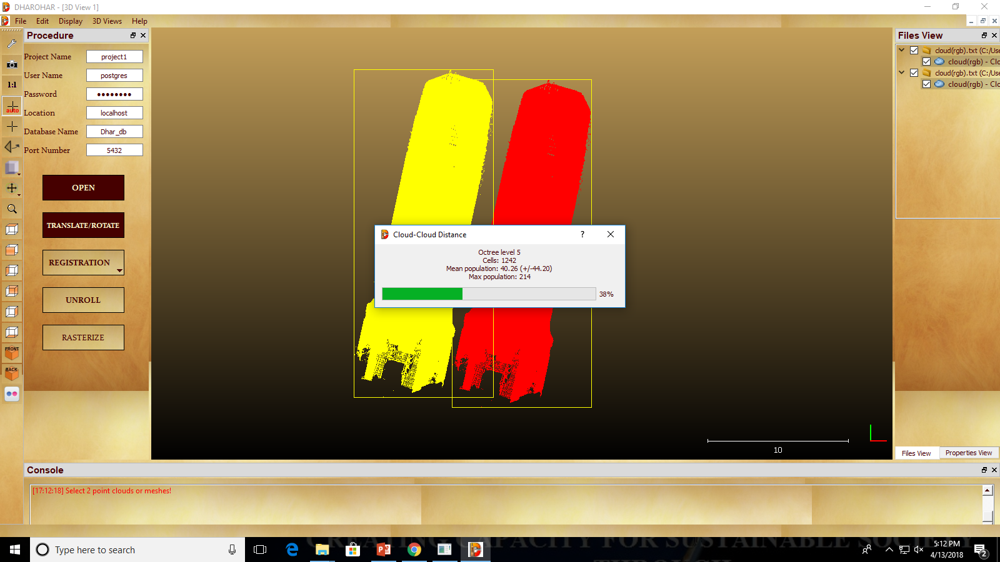 DHAROHAR - [3D View 1]
File Edit Display 3D Views Help
Procedure
Project Name project1
User Name postgres
Password ●●●●●●●●
Location localhost
Database Name Dhar_db
Port Number 5432
OPEN
TRANSLATE/ROTATE
REGISTRATION
UNROLL
RASTERIZE
1:1
auto
FRONT
BACK
Cloud-Cloud Distance ?
Octree level 5
Cells: 1242
Mean population: 40.26 (+/-44.20)
Max population: 214
38%
10
Files View
cloud(rgb).txt (C:/Use
cloud(rgb) - Clo
cloud(rgb).txt (C:/Use
cloud(rgb) - Clo
Files View Properties View
Console
[17:12:18] Select 2 point clouds or meshes!
CREATING CAPACITY FOR SUSTAINABLE SOCIETY
THROUGH
Type here to search
5:12 PM
4/13/2018
2